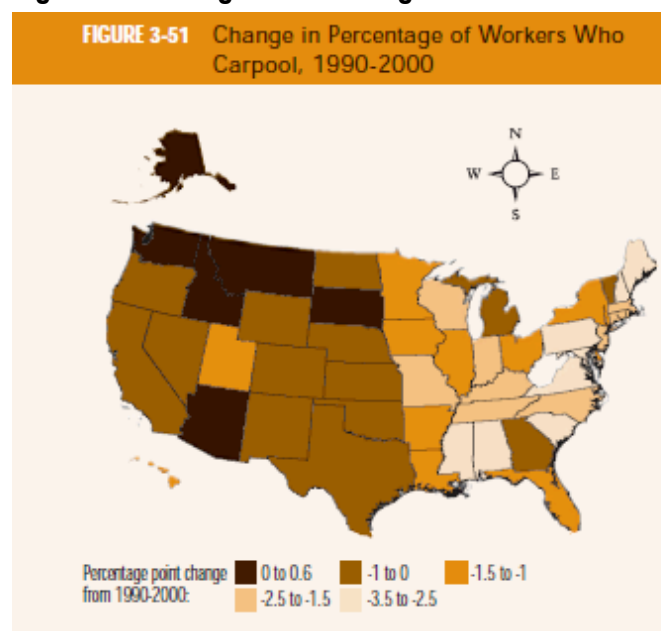 FIGURE 3-51 Change in Percentage of Workers Who
Carpool, 1990-2000
N
W E
S
Percentage point change
from 1990-2000:
0 to 0.6 -1 to 0 -1.5 to -1
-2.5 to -1.5 -3.5 to -2.5